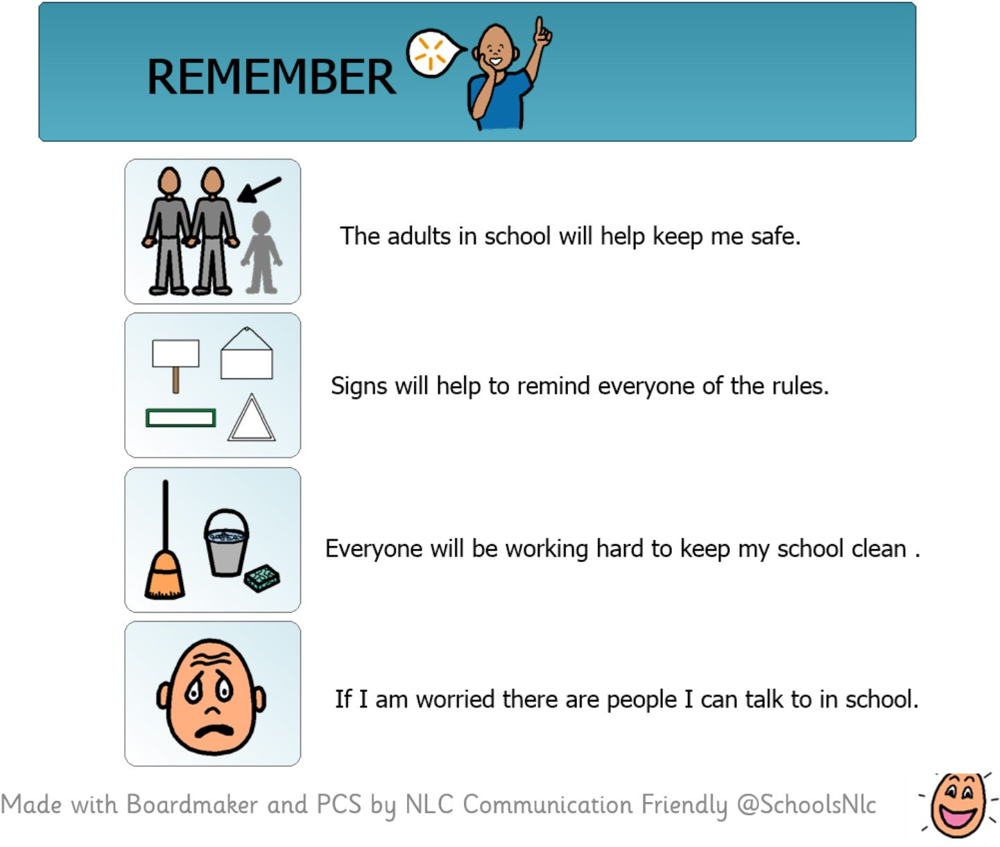 REMEMBER
The adults in school will help keep me safe.
Signs will help to remind everyone of the rules.
Everyone will be working hard to keep my school clean .
If I am worried there are people I can talk to in school.
Made with Boardmaker and PCS by NLC Communication Friendly @SchoolsNlc